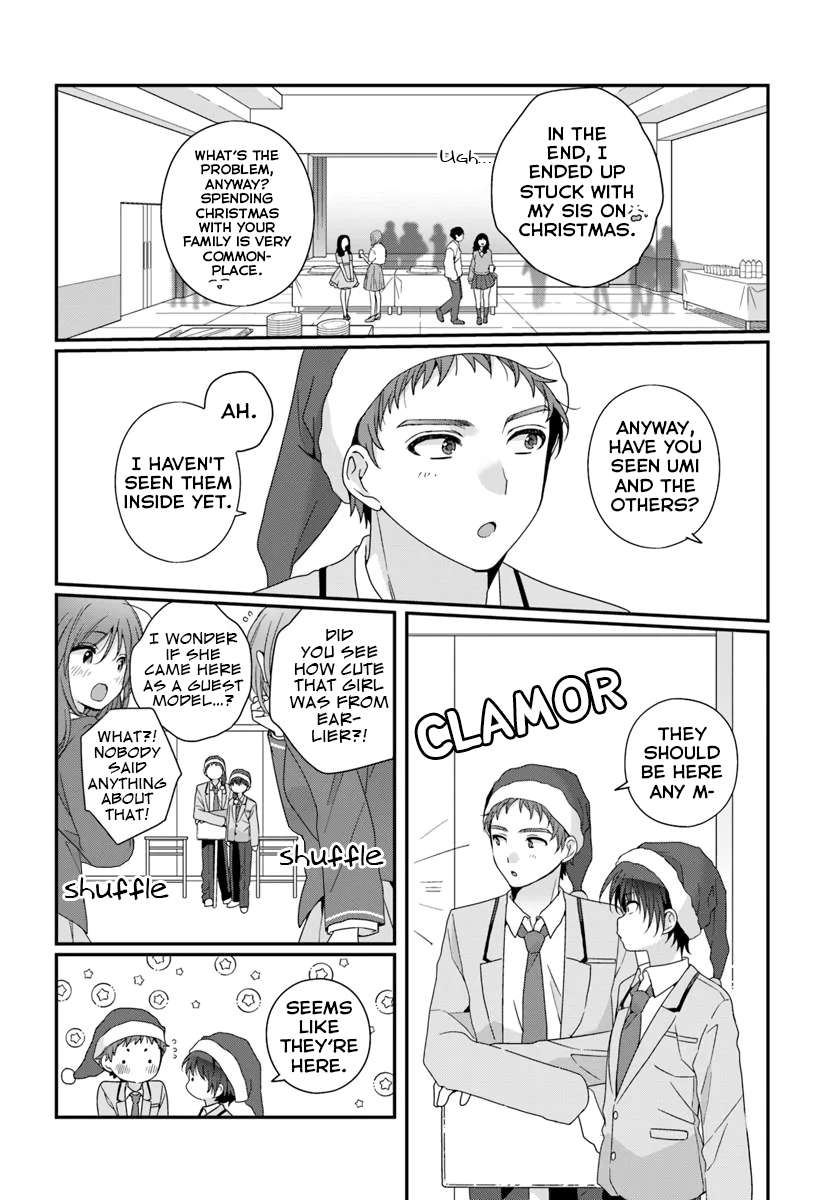 IN THE
END, I
ENDED UP
STUCK WITH
MY SIS ON
CHRISTMAS.
Ugh...
WHAT'S THE
PROBLEM,
ANYWAY?
SPENDING
CHRISTMAS
WITH YOUR
FAMILY IS VERY
COMMON-
PLACE.
ANYWAY,
HAVE YOU
SEEN UMI
AND THE
OTHERS?
AH.
I HAVEN'T
SEEN THEM
INSIDE YET.
THEY
SHOULD
BE HERE
ANY M-
CLAMOR
DID
YOU SEE
HOW CUTE
THAT GIRL
WAS FROM
EAR-
LIER?!
I WONDER
IF SHE
CAME HERE
AS A GUEST
MODEL...?
WHAT?!
NOBODY
SAID
ANYTHING
ABOUT
THAT!
shuffle
shuffle
SEEMS
LIKE
THEY'RE
HERE.